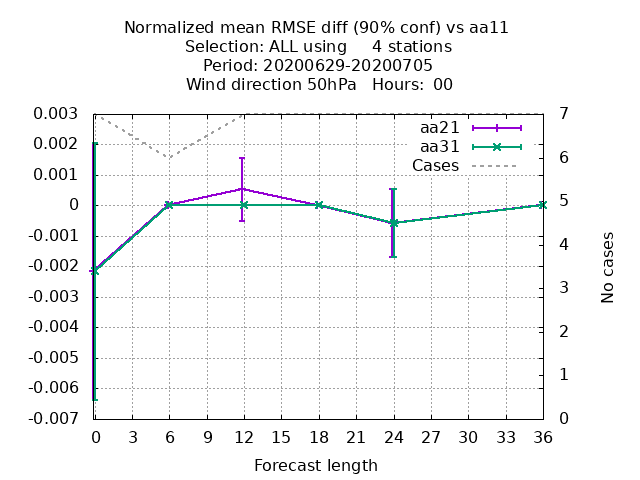 Normalized mean RMSE diff (90% conf) vs aa11
Selection: ALL using 4 stations
Period: 20200629-20200705
Wind direction 50hPa Hours: 00
0.003
0.002
0.001
0
-0.001
-0.002
-0.003
-0.004
-0.005
-0.006
-0.007
aa21
aa31
Cases
7
6
5
4
3
2
1
0
No cases
0 3 6 9 12 15 18 21 24 27 30 33 36
Forecast length